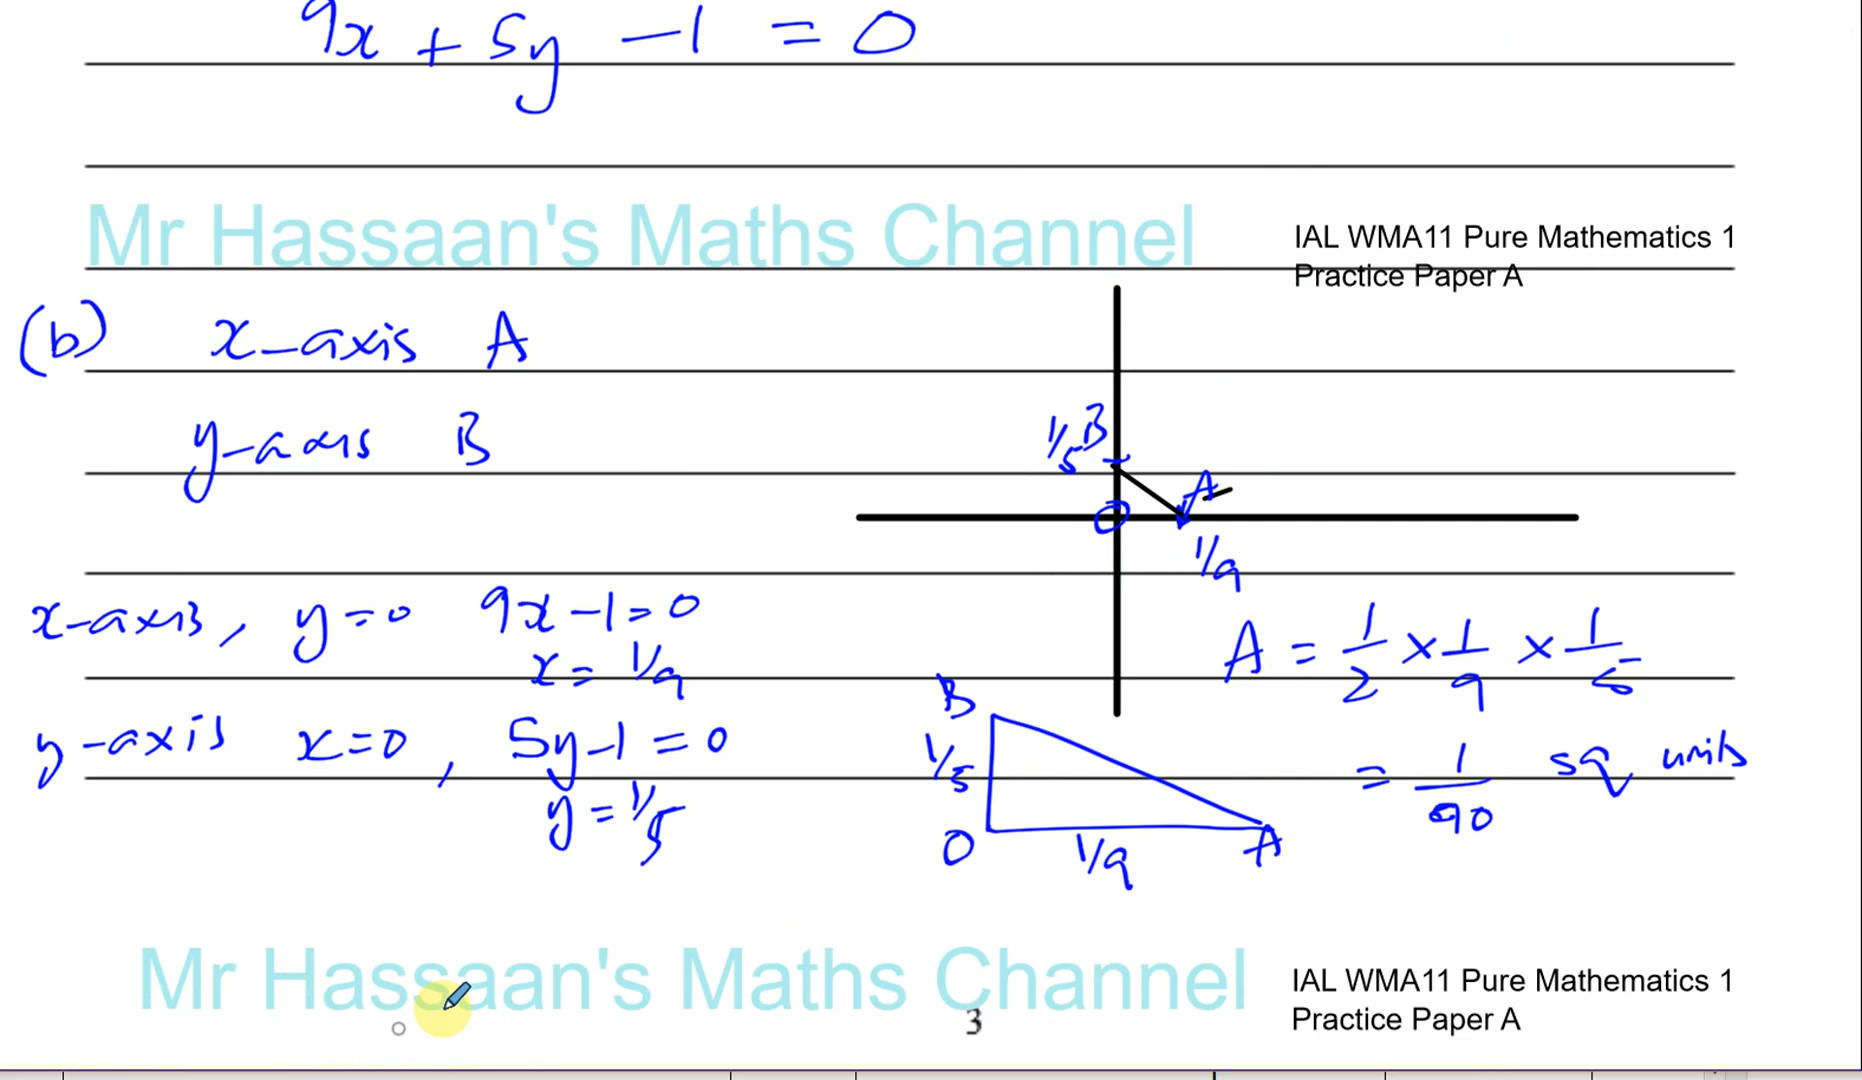 9x + 5y - 1 = 0
Mr Hassaan's Maths Channel
IAL WMA11 Pure Mathematics 1
Practice Paper A
(b) x-axis A
y-axis B
1/5 B
A
O
1/9
x-axis, y=0 9x-1=0
x = 1/9
A = 1/2 × 1/9 × 1/5
y-axis x=0, 5y-1=0
y = 1/5
B
1/5
O 1/9 A
= 1/90 sq units
Mr Hassaan's Maths Channel
IAL WMA11 Pure Mathematics 1
Practice Paper A
3